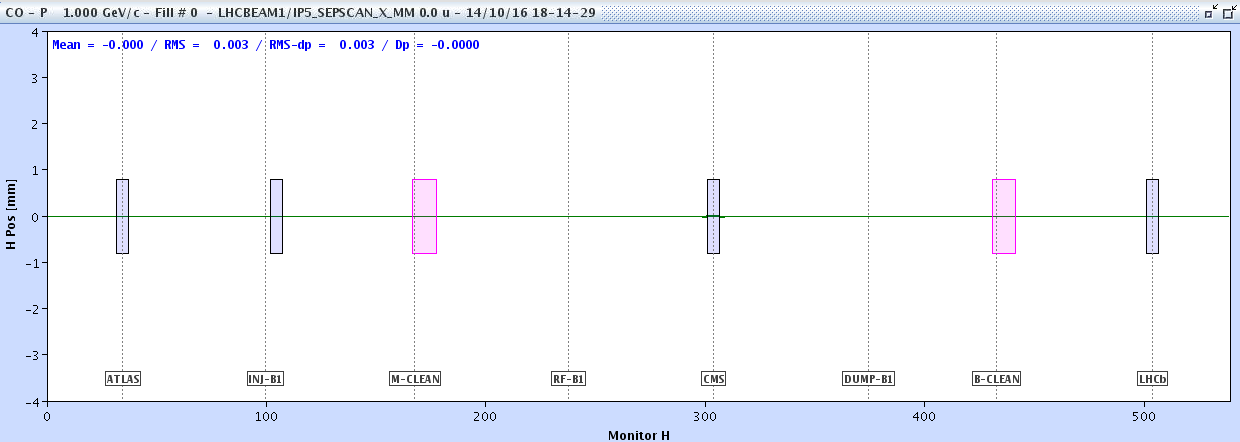 CO - P 1.000 GeV/c - Fill # 0 - LHCBEAM1/IP5_SEPSCAN_X_MM 0.0 u - 14/10/16 18-14-29
Mean = -0.000 / RMS = 0.003 / RMS-dp = 0.003 / Dp = -0.0000
4
3
2
1
0
-1
-2
-3
-4
H Pos [mm]
ATLAS INJ-B1 M-CLEAN RF-B1 CMS DUMP-B1 B-CLEAN LHCb
0 100 200 300 400 500
Monitor H